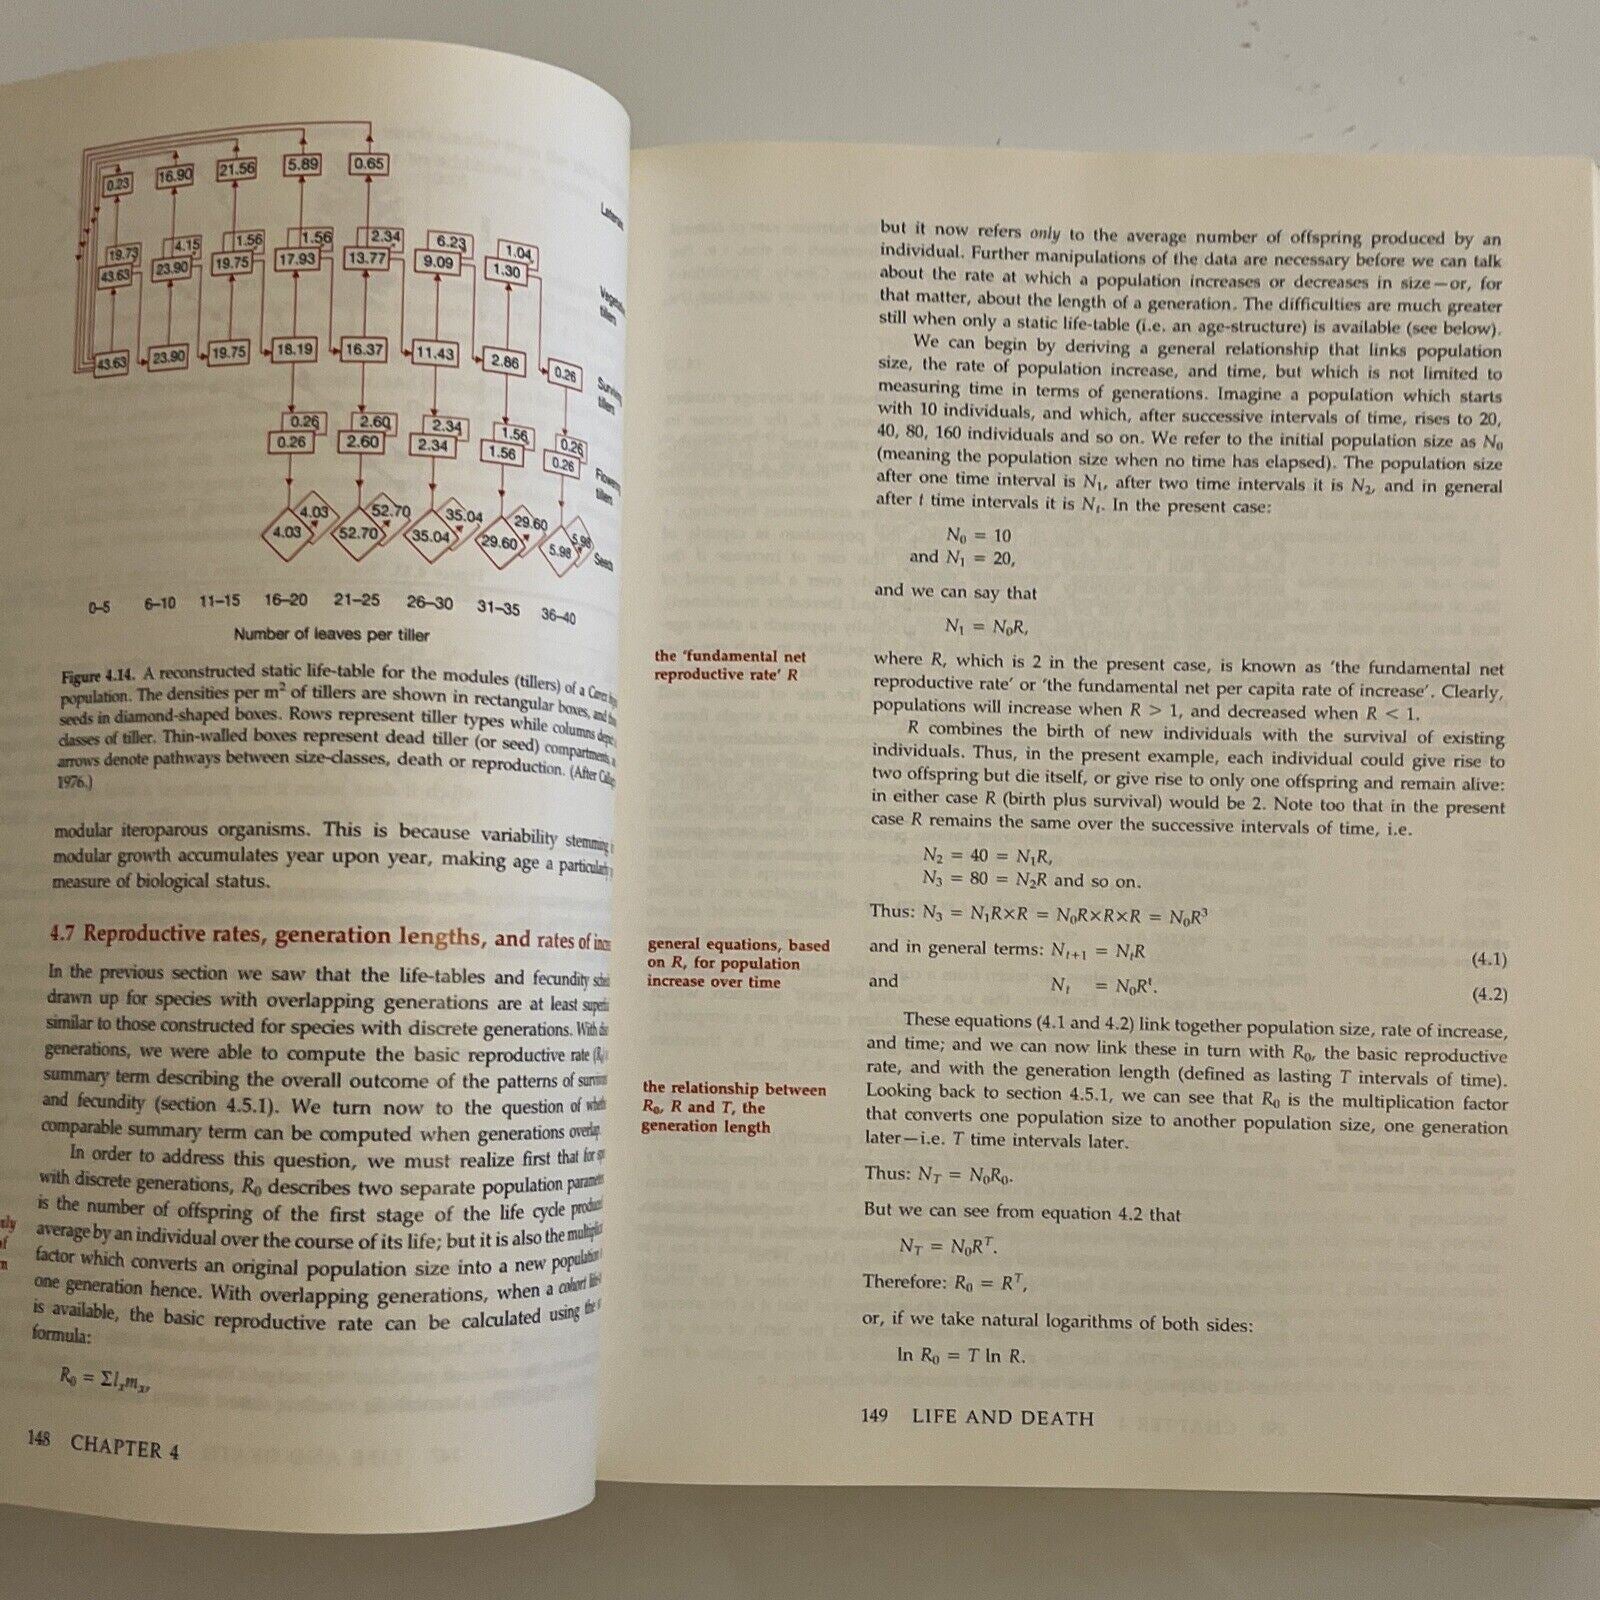 0.23 16.90 21.56 5.89 0.65
19.73 4.15 1.56 1.56 2.34 6.23 1.04
43.63 23.90 19.75 17.93 13.77 9.09 1.30
43.63 23.90 19.75 18.19 16.37 11.43 2.86 0.26
0.26 2.60 2.34 1.56 0.26
0.26 2.60 2.34 1.56 0.26
4.03 52.70 35.04 29.60 5.98
4.03 52.70 35.04 29.60 5.98
tillers
tillers
tillers
0–5 6–10 11–15 16–20 21–25 26–30 31–35 36–40
Number of leaves per tiller
Figure 4.14. A reconstructed static life-table for the modules (tillers) of a Carex
population. The densities per m² of tillers are shown in rectangular boxes, and
seeds in diamond-shaped boxes. Rows represent tiller types while columns
classes of tiller. Thin-walled boxes represent dead tiller (or seed) compartments,
arrows denote pathways between size-classes, death or reproduction. (After
1976.)
modular iteroparous organisms. This is because variability stemming
modular growth accumulates year upon year, making age a particularly
measure of biological status.
4.7 Reproductive rates, generation lengths, and rates of
In the previous section we saw that the life-tables and fecundity
drawn up for species with overlapping generations are at least
similar to those constructed for species with discrete generations. With
generations, we were able to compute the basic reproductive rate
summary term describing the overall outcome of the patterns of
and fecundity (section 4.5.1). We turn now to the question of
comparable summary term can be computed when generations
In order to address this question, we must realize first that for
with discrete generations, R₀ describes two separate population
is the number of offspring of the first stage of the life cycle
average by an individual over the course of its life; but it is also the
factor which converts an original population size into a new
one generation hence. With overlapping generations, when a cohort
is available, the basic reproductive rate can be calculated using the
formula:
R₀ = Σlₓmₓ,
148 CHAPTER 4
but it now refers only to the average number of offspring produced by an
individual. Further manipulations of the data are necessary before we can talk
about the rate at which a population increases or decreases in size—or, for
that matter, about the length of a generation. The difficulties are much greater
still when only a static life-table (i.e. an age-structure) is available (see below).
We can begin by deriving a general relationship that links population
size, the rate of population increase, and time, but which is not limited to
measuring time in terms of generations. Imagine a population which starts
with 10 individuals, and which, after successive intervals of time, rises to 20,
40, 80, 160 individuals and so on. We refer to the initial population size as N₀
(meaning the population size when no time has elapsed). The population size
after one time interval is N₁, after two time intervals it is N₂, and in general
after t time intervals it is Nₜ. In the present case:
N₀ = 10
and N₁ = 20,
and we can say that
N₁ = N₀R,
the 'fundamental net
reproductive rate' R
where R, which is 2 in the present case, is known as 'the fundamental net
reproductive rate' or 'the fundamental net per capita rate of increase'. Clearly,
populations will increase when R > 1, and decreased when R < 1.
R combines the birth of new individuals with the survival of existing
individuals. Thus, in the present example, each individual could give rise to
two offspring but die itself, or give rise to only one offspring and remain alive:
in either case R (birth plus survival) would be 2. Note too that in the present
case R remains the same over the successive intervals of time, i.e.
N₂ = 40 = N₁R,
N₃ = 80 = N₂R and so on.
Thus: N₃ = N₁R×R = N₀R×R×R = N₀R³
general equations, based
on R, for population
increase over time
and in general terms: Nₜ₊₁ = NₜR (4.1)
and Nₜ = N₀Rᵗ. (4.2)
These equations (4.1 and 4.2) link together population size, rate of increase,
and time; and we can now link these in turn with R₀, the basic reproductive
rate, and with the generation length (defined as lasting T intervals of time).
Looking back to section 4.5.1, we can see that R₀ is the multiplication factor
that converts one population size to another population size, one generation
later—i.e. T time intervals later.
the relationship between
R₀, R and T, the
generation length
Thus: N_T = N₀R₀.
But we can see from equation 4.2 that
N_T = N₀Rᵀ.
Therefore: R₀ = Rᵀ,
or, if we take natural logarithms of both sides:
ln R₀ = T ln R.
149 LIFE AND DEATH